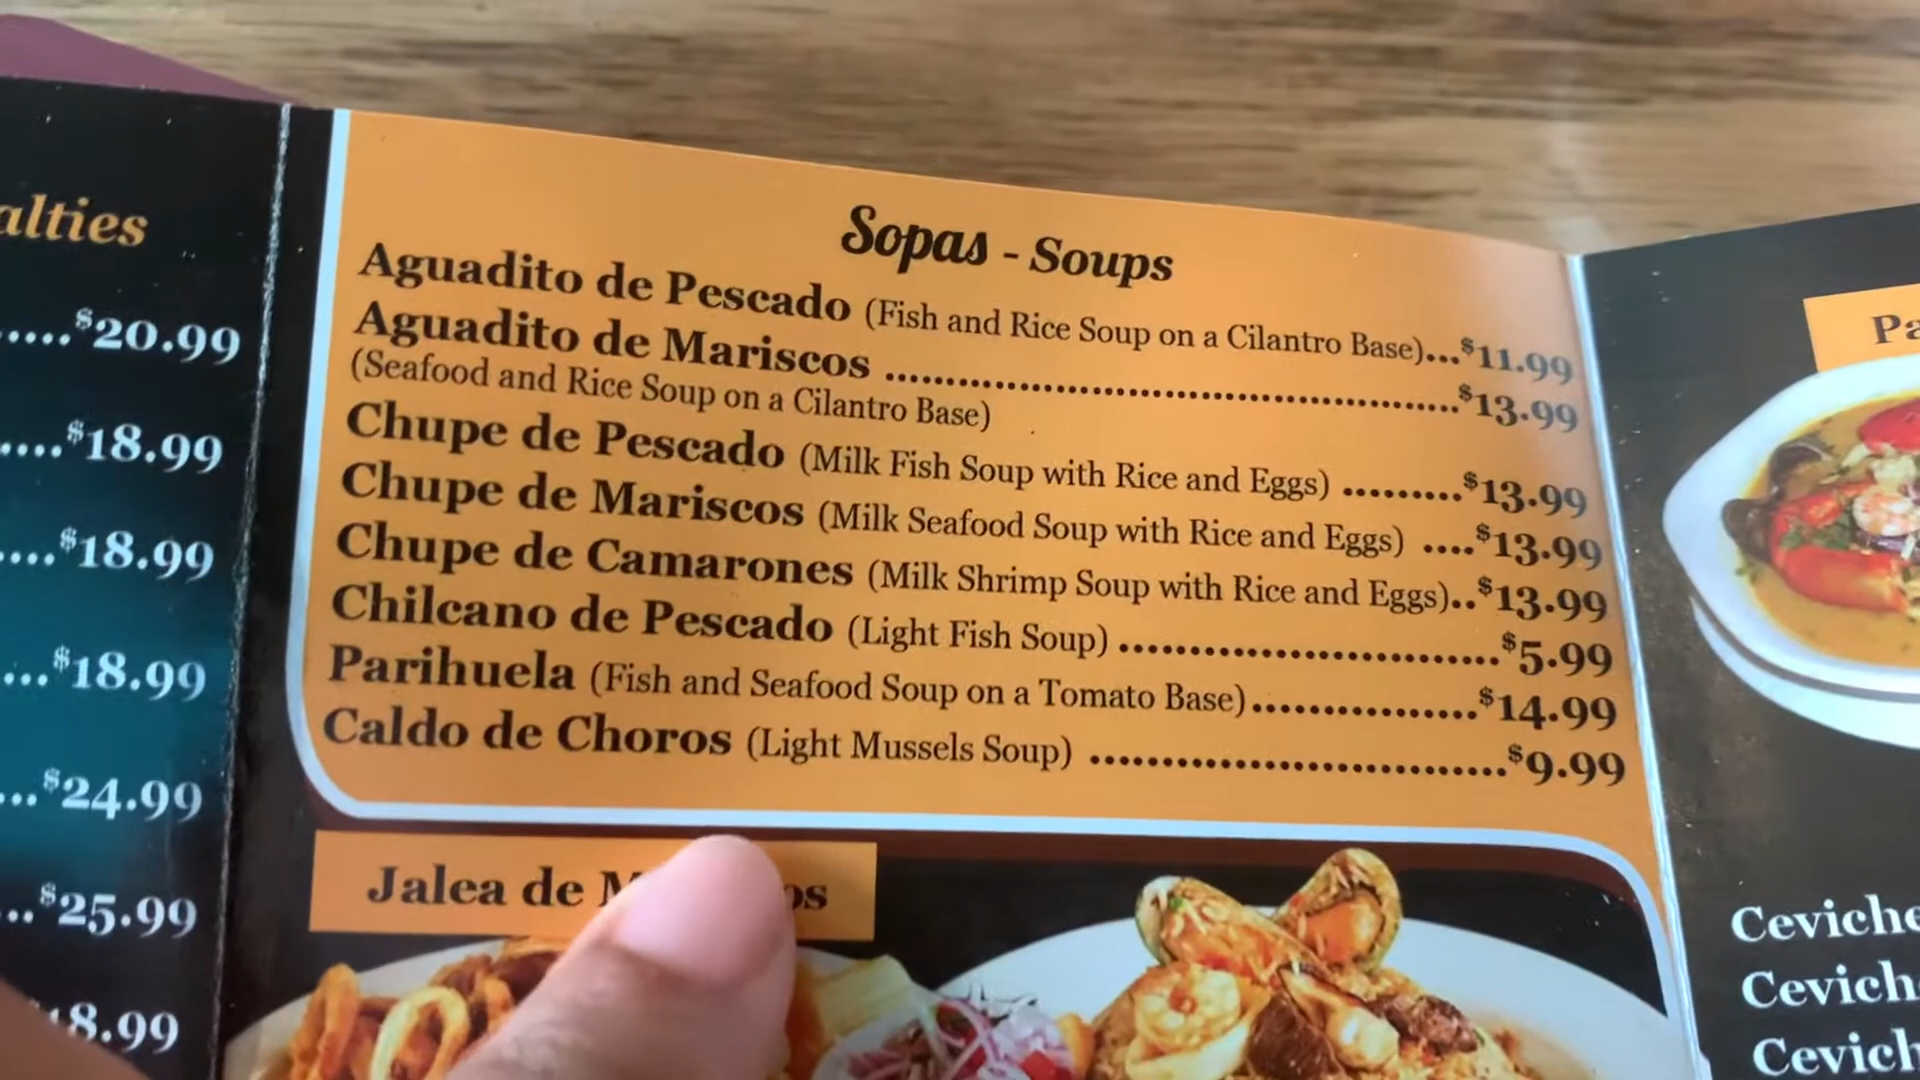 alties
.....$20.99
....$18.99
....$18.99
...$18.99
...$24.99
..$25.99
8.99
Sopas - Soups
Aguadito de Pescado (Fish and Rice Soup on a Cilantro Base)...$11.99
Aguadito de Mariscos ................................................$13.99
(Seafood and Rice Soup on a Cilantro Base)
Chupe de Pescado (Milk Fish Soup with Rice and Eggs) ..........$13.99
Chupe de Mariscos (Milk Seafood Soup with Rice and Eggs) ....$13.99
Chupe de Camarones (Milk Shrimp Soup with Rice and Eggs)..$13.99
Chilcano de Pescado (Light Fish Soup) ................................$5.99
Parihuela (Fish and Seafood Soup on a Tomato Base)...................$14.99
Caldo de Choros (Light Mussels Soup) ...................................$9.99
Jalea de M os
Pa
Ceviche
Ceviche
Cevich